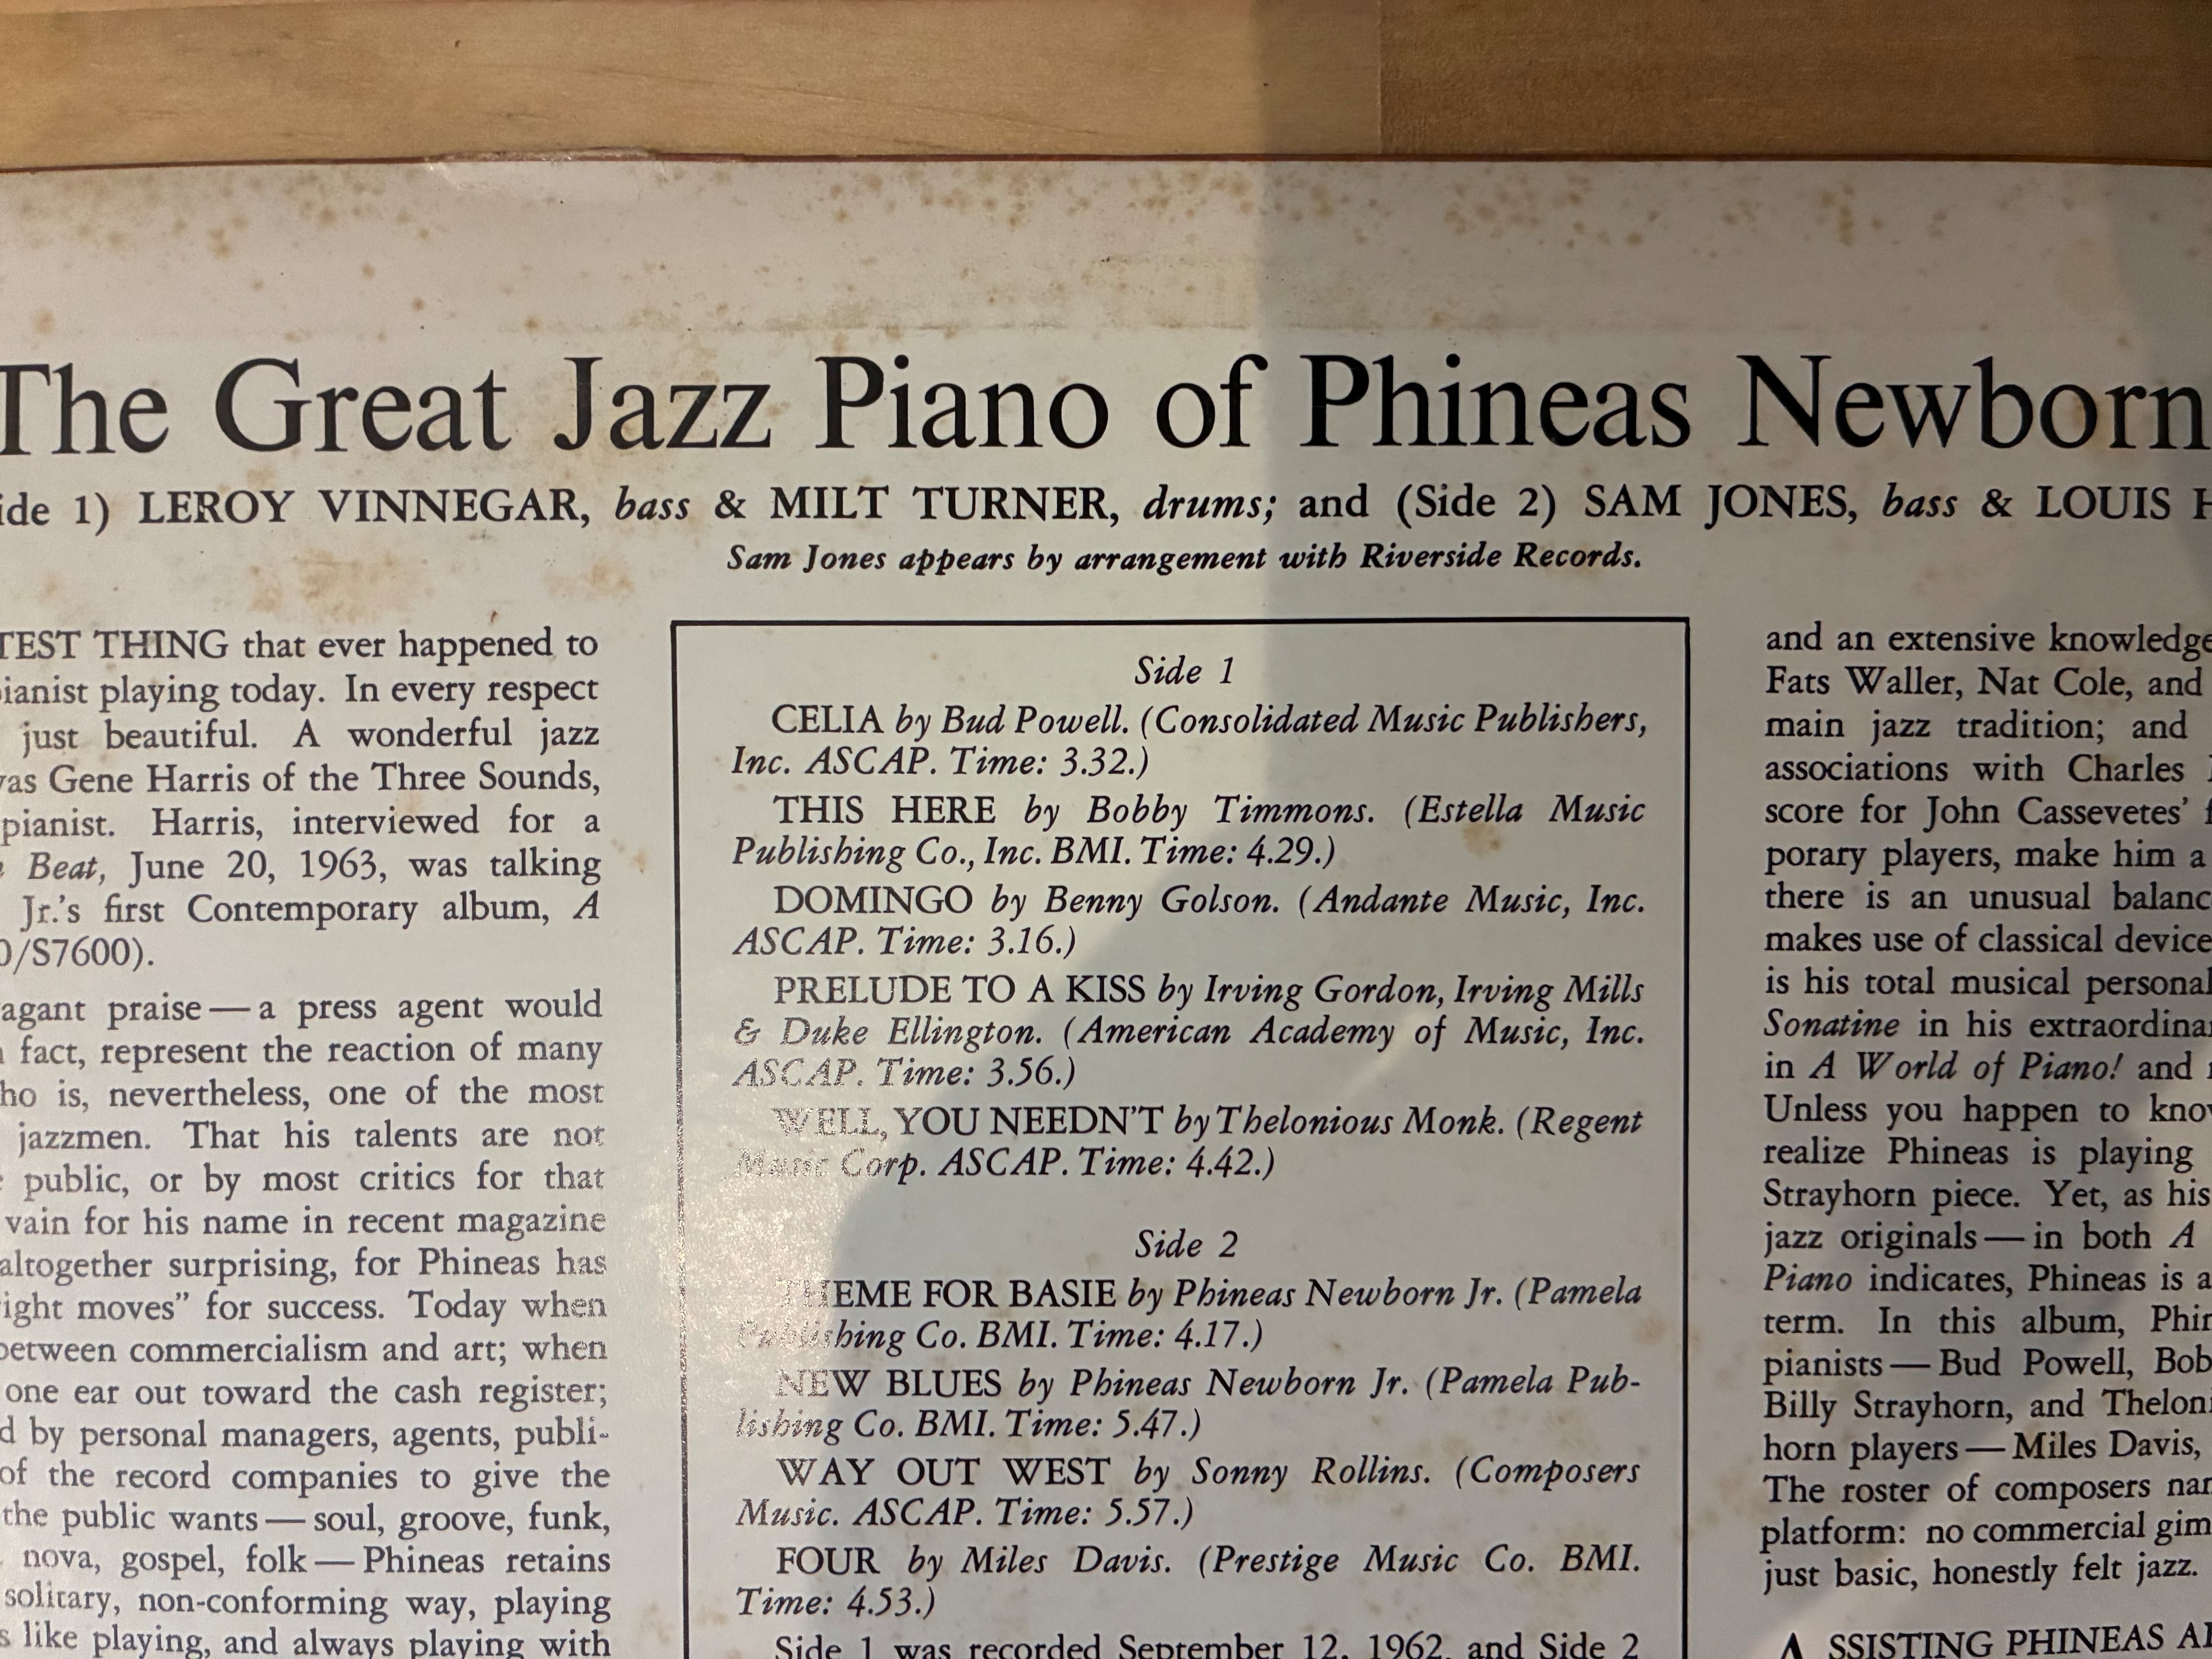 The Great Jazz Piano of Phineas Newborn
1) LEROY VINNEGAR, bass & MILT TURNER, drums; and (Side 2) SAM JONES, bass & LOUIS
Sam Jones appears by arrangement with Riverside Records.
THING that ever happened to
pianist playing today. In every respect
just beautiful. A wonderful jazz
was Gene Harris of the Three Sounds,
pianist. Harris, interviewed for a
Beat, June 20, 1963, was talking
Jr.'s first Contemporary album, A
/S7600).
praise — a press agent would
fact, represent the reaction of many
who is, nevertheless, one of the most
jazzmen. That his talents are not
public, or by most critics for that
vain for his name in recent magazine
altogether surprising, for Phineas has
right moves" for success. Today when
between commercialism and art; when
one ear out toward the cash register;
by personal managers, agents, publi-
of the record companies to give the
the public wants — soul, groove, funk,
nova, gospel, folk — Phineas retains
solitary, non-conforming way, playing
like playing, and always playing with
Side 1
CELIA by Bud Powell. (Consolidated Music Publishers,
Inc. ASCAP. Time: 3.32.)
THIS HERE by Bobby Timmons. (Estella Music
Publishing Co., Inc. BMI. Time: 4.29.)
DOMINGO by Benny Golson. (Andante Music, Inc.
ASCAP. Time: 3.16.)
PRELUDE TO A KISS by Irving Gordon, Irving Mills
& Duke Ellington. (American Academy of Music, Inc.
ASCAP. Time: 3.56.)
WELL, YOU NEEDN'T by Thelonious Monk. (Regent
Music Corp. ASCAP. Time: 4.42.)
Side 2
THEME FOR BASIE by Phineas Newborn Jr. (Pamela
Publishing Co. BMI. Time: 4.17.)
NEW BLUES by Phineas Newborn Jr. (Pamela Pub-
lishing Co. BMI. Time: 5.47.)
WAY OUT WEST by Sonny Rollins. (Composers
Music. ASCAP. Time: 5.57.)
FOUR by Miles Davis. (Prestige Music Co. BMI.
Time: 4.53.)
Side 1 was recorded September 12, 1962, and Side 2
and an extensive knowledge
Fats Waller, Nat Cole, and
main jazz tradition; and
associations with Charles
score for John Cassevetes'
porary players, make him a
there is an unusual
makes use of classical
is his total musical
Sonatine in his
in A World of Piano! and
Unless you happen to
realize Phineas is playing
Strayhorn piece. Yet, as his
jazz originals — in both A
Piano indicates, Phineas is a
term. In this album,
pianists — Bud Powell,
Billy Strayhorn, and
horn players — Miles Davis,
The roster of composers
platform: no commercial
just basic, honestly felt jazz.
ASSISTING PHINEAS